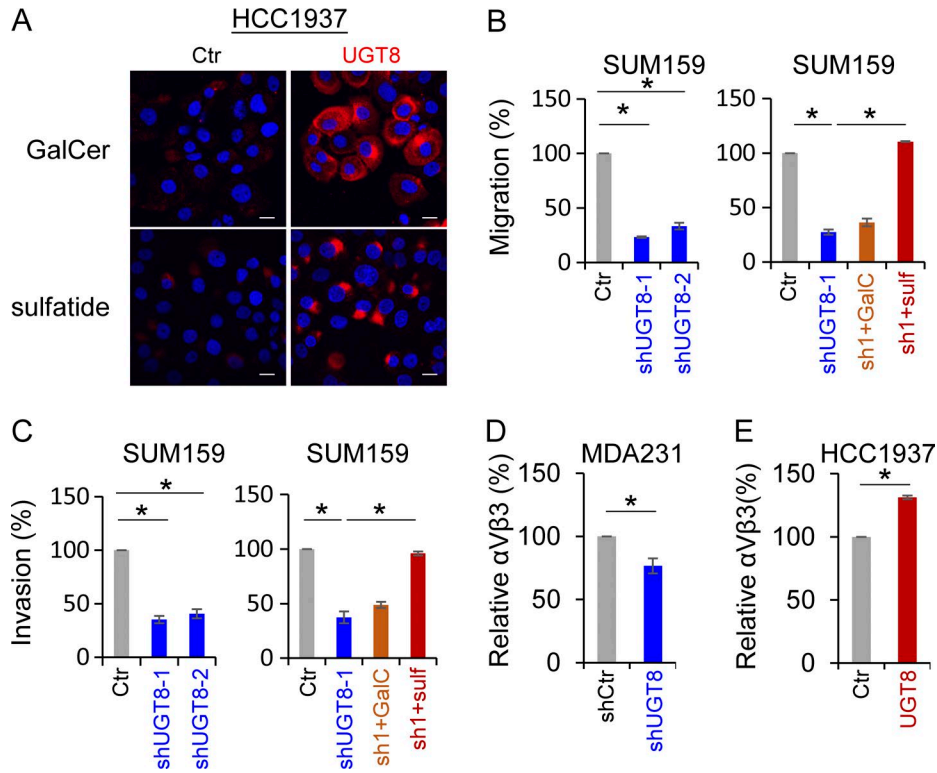 A
HCC1937
Ctr
UGT8
GalCer
sulfatide
B
SUM159
SUM159
Migration (%)
150
100
50
0
*
*
Ctr
shUGT8-1
shUGT8-2
150
100
50
0
*
*
Ctr
shUGT8-1
sh1+GalC
sh1+sulf
C
SUM159
SUM159
Invasion (%)
150
100
50
0
*
*
Ctr
shUGT8-1
shUGT8-2
150
100
50
0
*
*
Ctr
shUGT8-1
sh1+GalC
sh1+sulf
D
MDA231
Relative αVβ3 (%)
150
100
50
0
*
shCtr
shUGT8
E
HCC1937
Relative αVβ3(%)
150
100
50
0
*
Ctr
UGT8